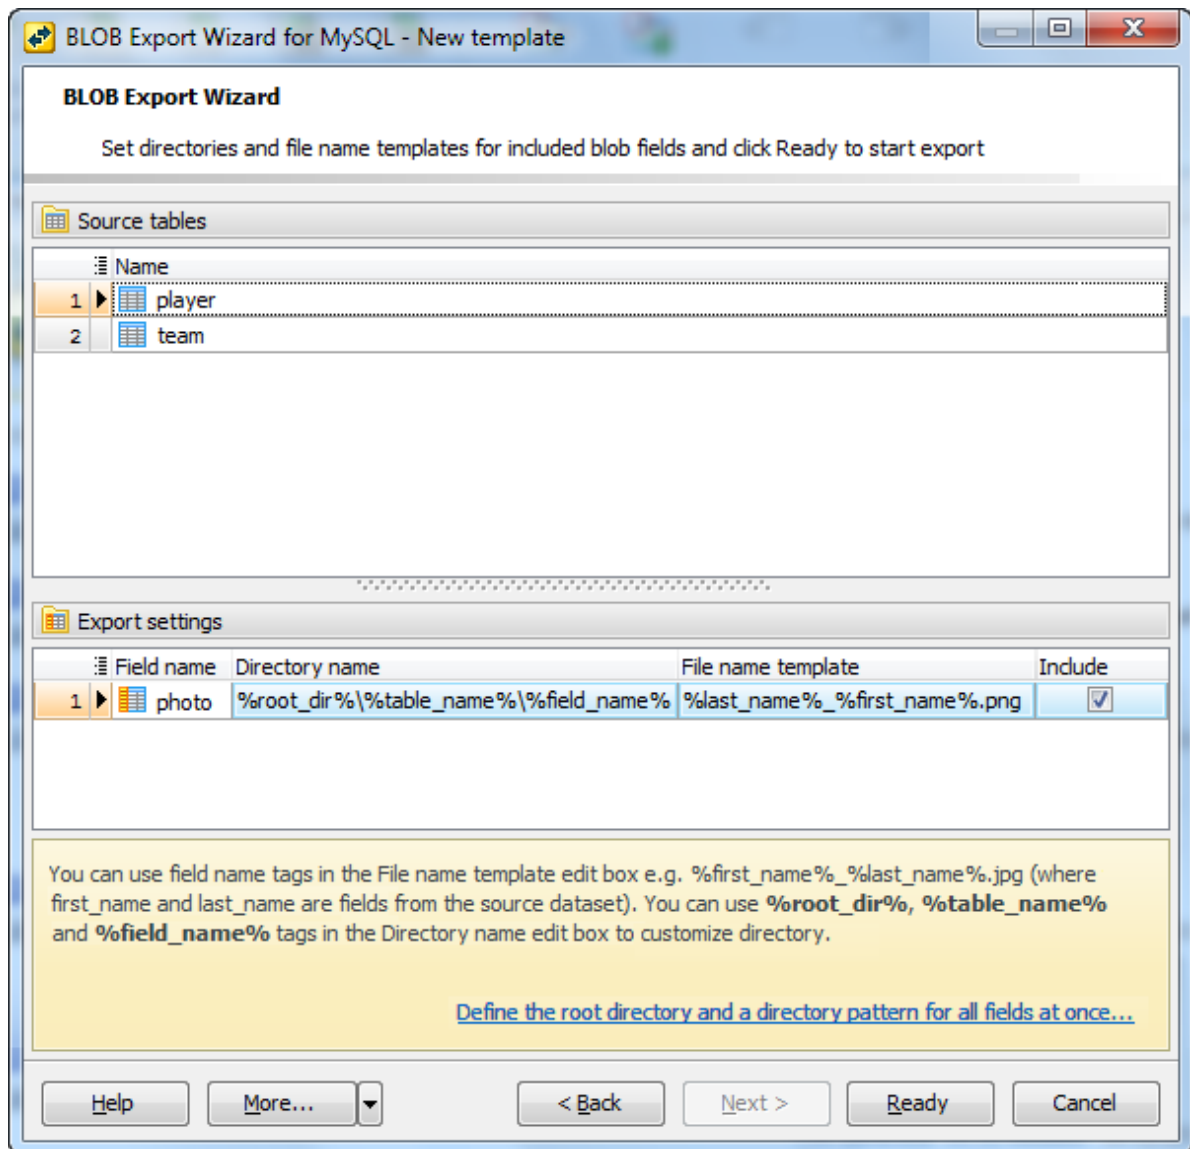 BLOB Export Wizard for MySQL - New template
BLOB Export Wizard
Set directories and file name templates for included blob fields and click Ready to start export
Source tables
Name
1 player
2 team
Export settings
Field name Directory name File name template Include
1 photo %root_dir%\%table_name%\%field_name% %last_name%_%first_name%.png
You can use field name tags in the File name template edit box e.g. %first_name%_%last_name%.jpg (where
first_name and last_name are fields from the source dataset). You can use %root_dir%, %table_name%
and %field_name% tags in the Directory name edit box to customize directory.
Define the root directory and a directory pattern for all fields at once...
Help More... < Back Next > Ready Cancel